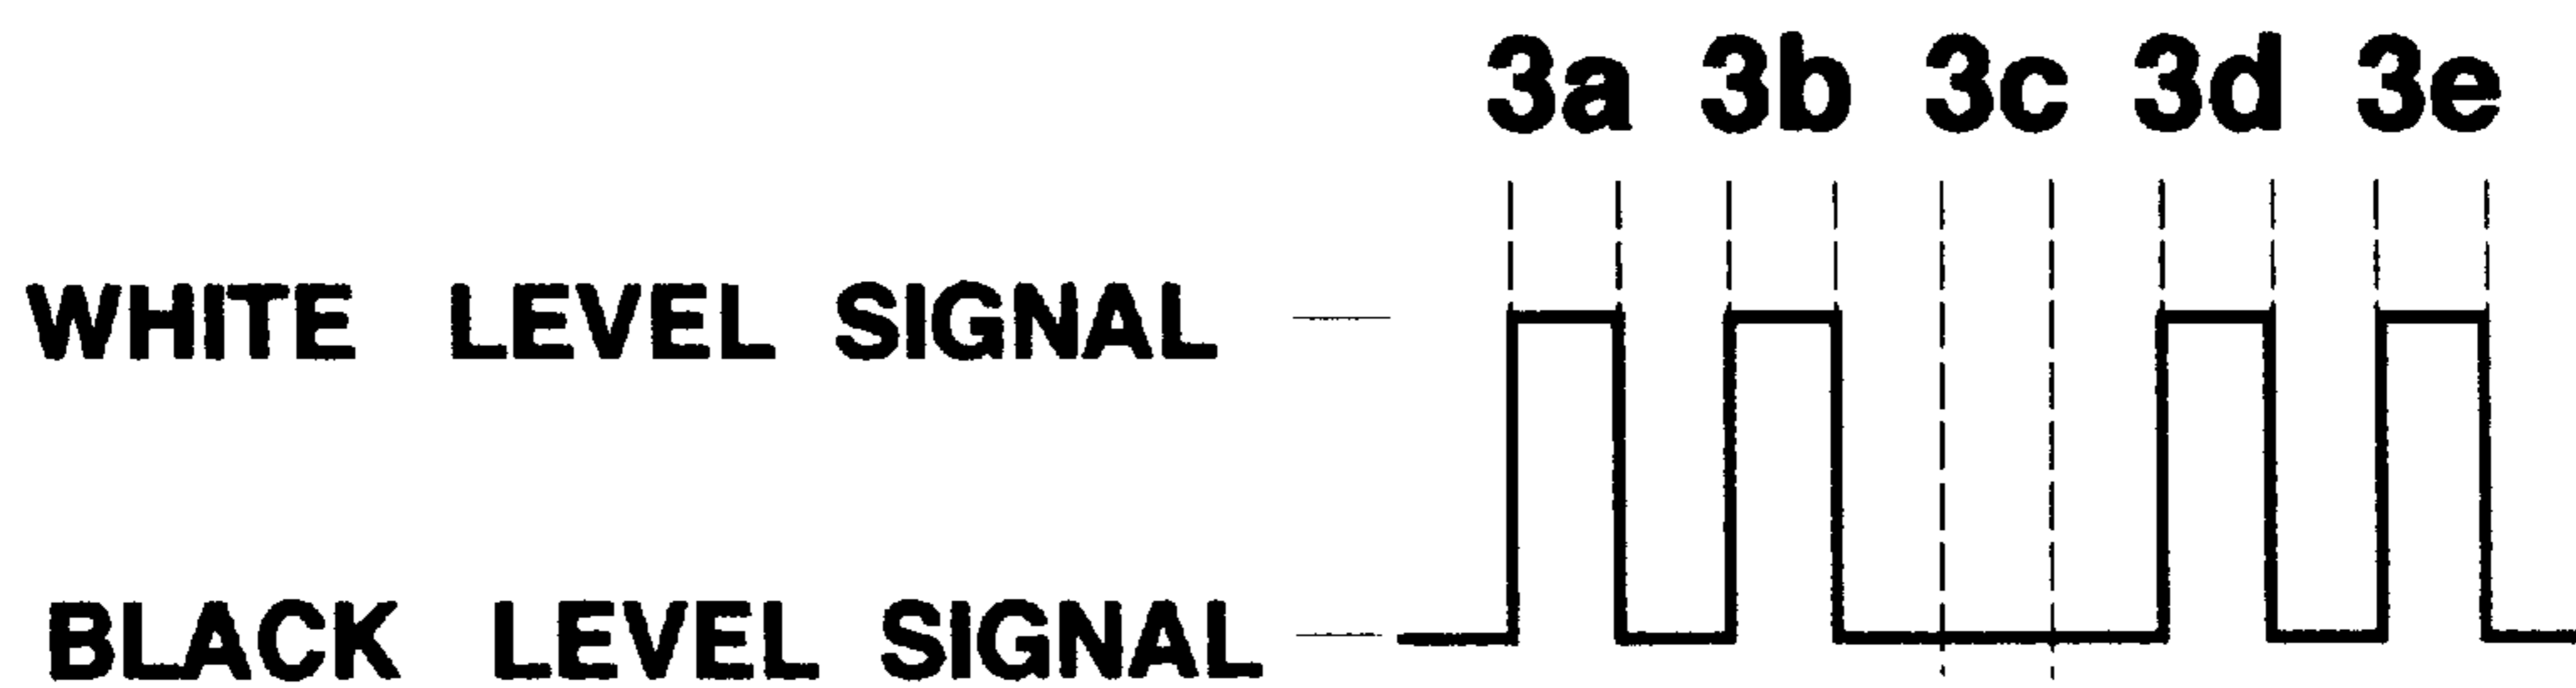 3a 3b 3c 3d 3e
WHITE LEVEL SIGNAL
BLACK LEVEL SIGNAL